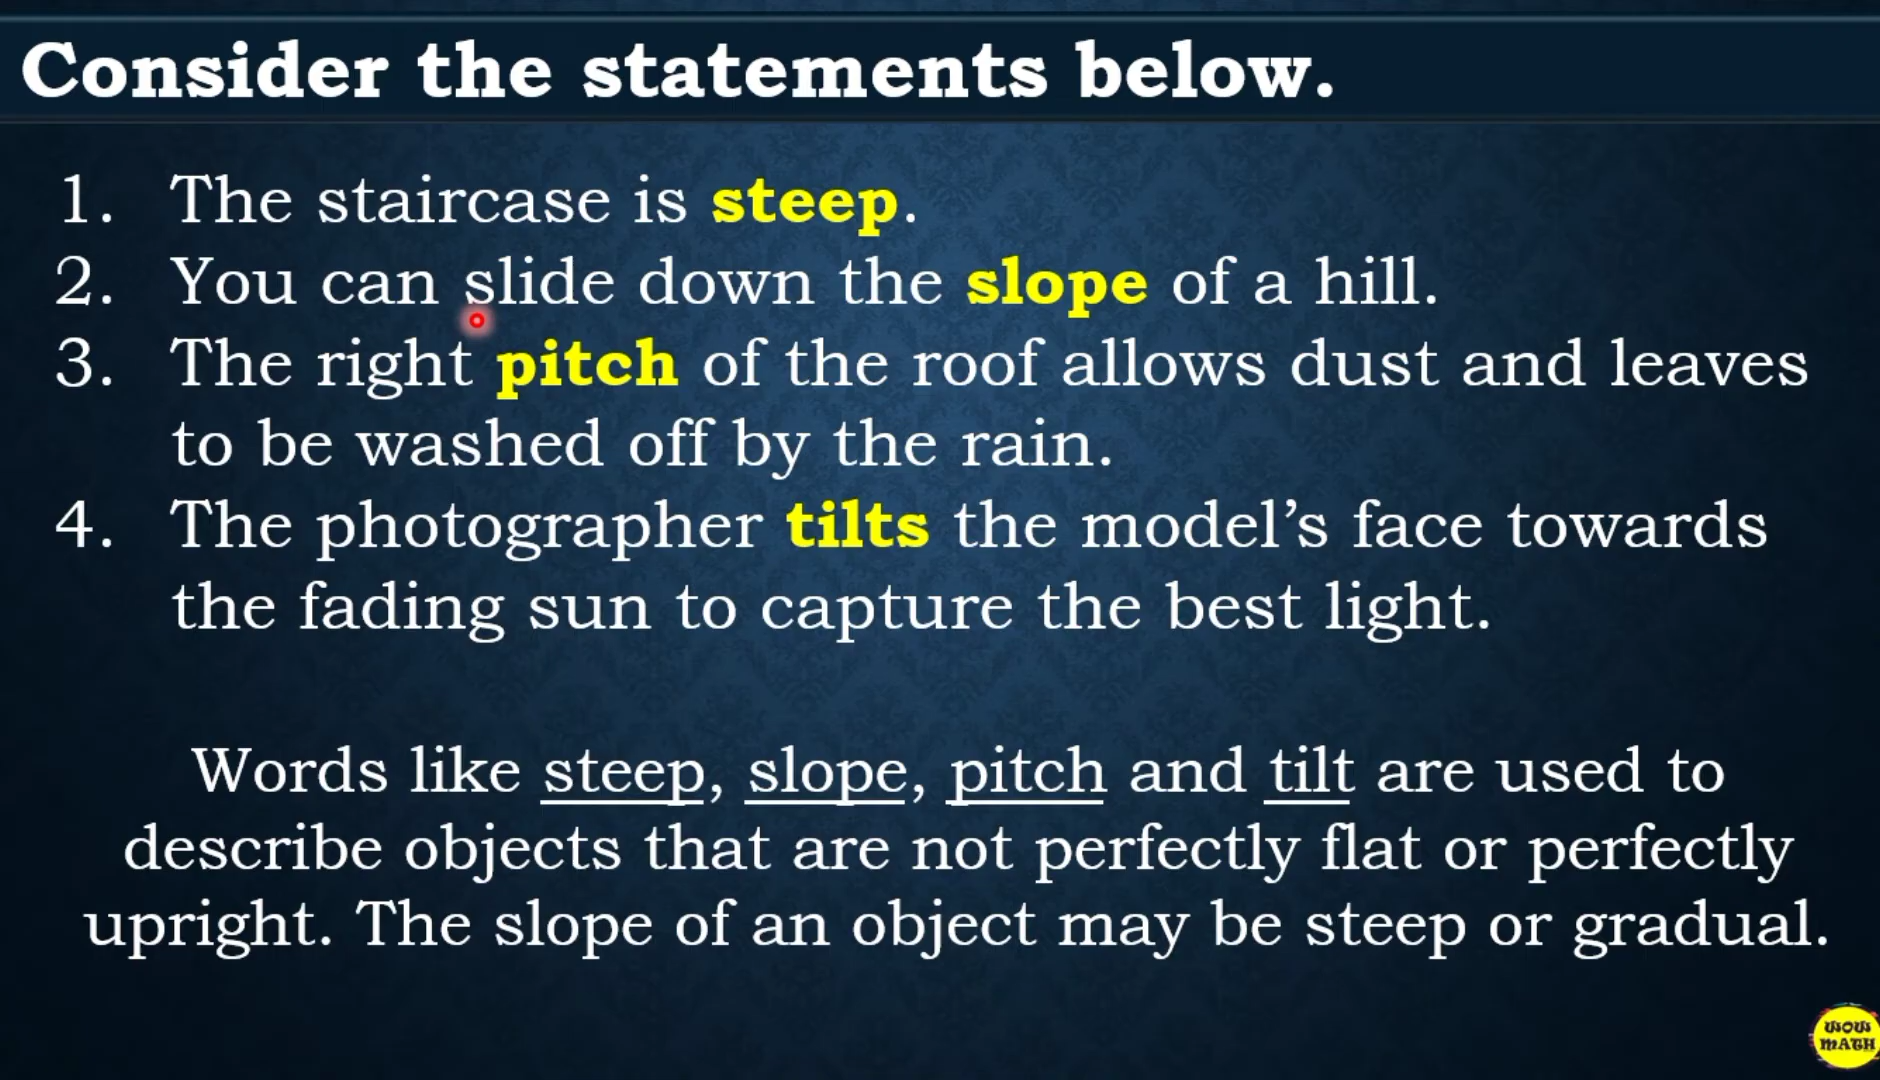 Consider the statements below.
1. The staircase is steep.
2. You can slide down the slope of a hill.
3. The right pitch of the roof allows dust and leaves
to be washed off by the rain.
4. The photographer tilts the model’s face towards
the fading sun to capture the best light.
Words like steep, slope, pitch and tilt are used to
describe objects that are not perfectly flat or perfectly
upright. The slope of an object may be steep or gradual.
WOW
MATH